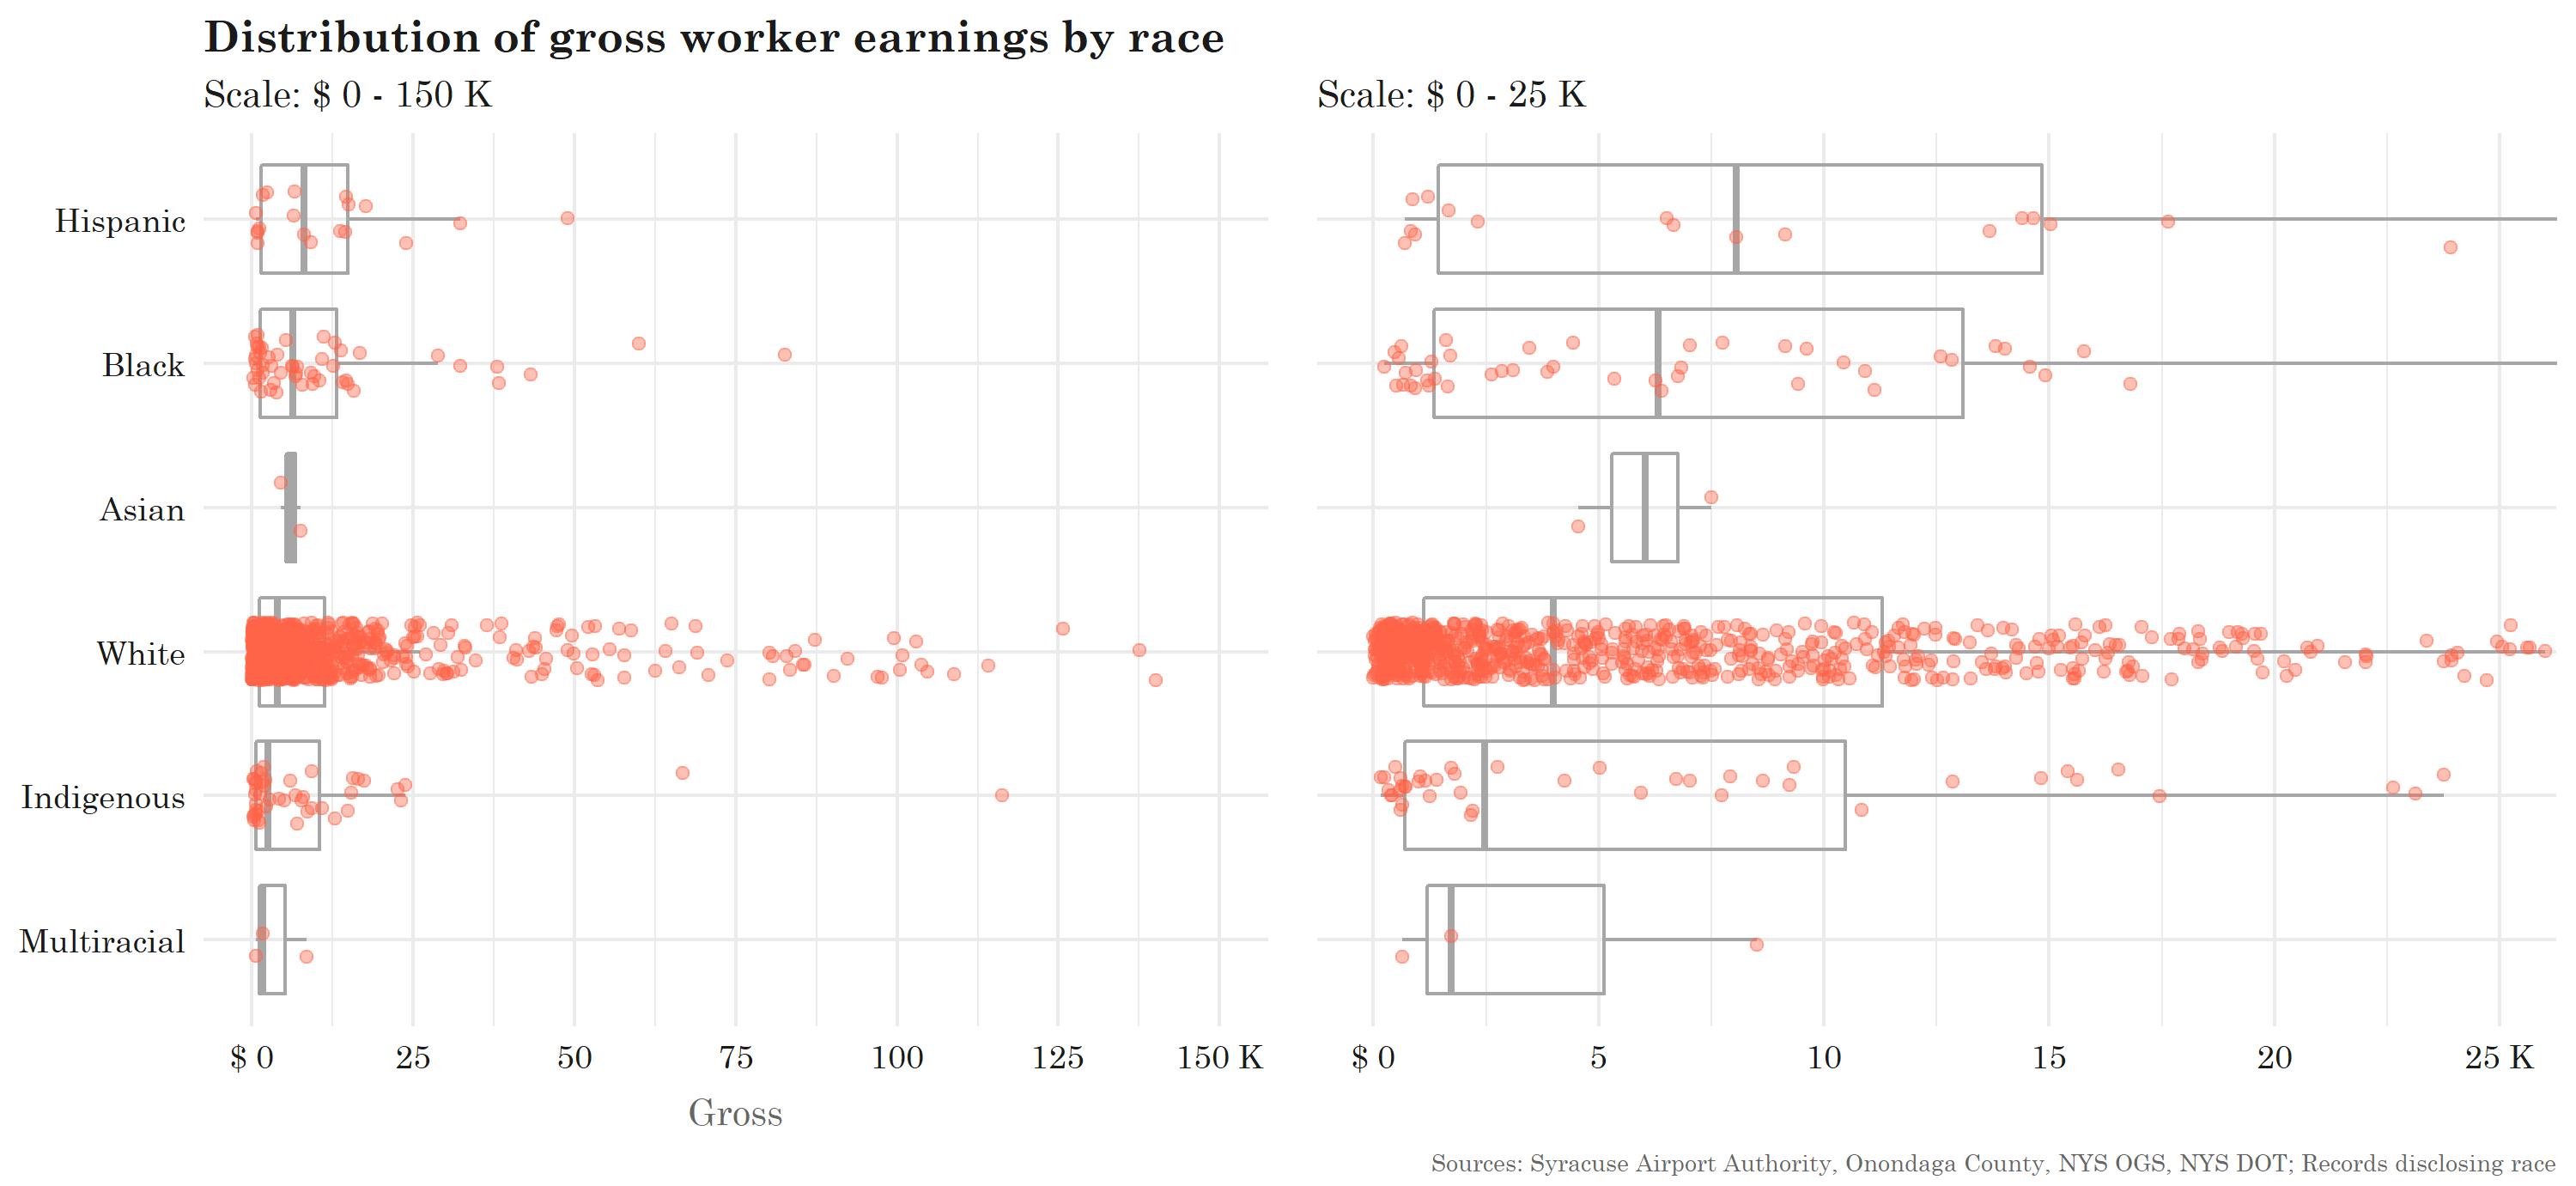 Distribution of gross worker earnings by race
Scale: $ 0 - 150 K
Scale: $ 0 - 25 K
Hispanic
Black
Asian
White
Indigenous
Multiracial
$ 0 25 50 75 100 125 150 K
$ 0 5 10 15 20 25 K
Gross
Sources: Syracuse Airport Authority, Onondaga County, NYS OGS, NYS DOT; Records disclosing race